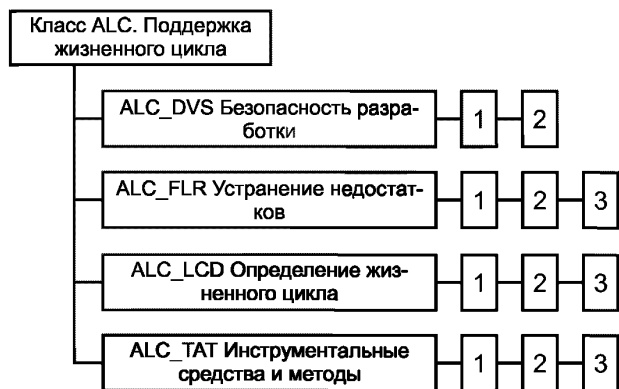 Класс ALC. Поддержка
жизненного цикла
ALC_DVS Безопасность разра-
ботки
1
2
ALC_FLR Устранение недостат-
ков
1
2
3
ALC_LCD Определение жиз-
ненного цикла
1
2
3
ALC_TAT Инструментальные
средства и методы
1
2
3